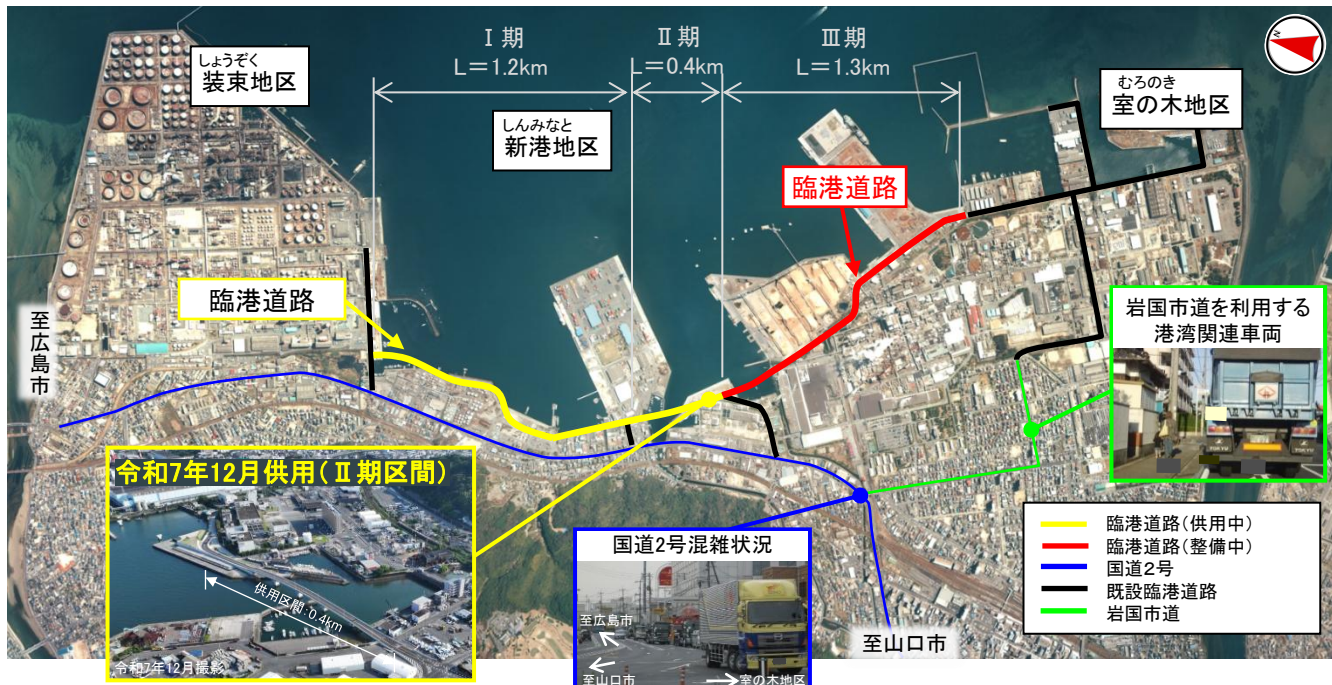 Ⅰ期
L=1.2km
Ⅱ期
L=0.4km
Ⅲ期
L=1.3km
N
しょうぞく
装束地区
しんみなと
新港地区
むろのき
室の木地区
臨港道路
臨港道路
至広島市
岩国市道を利用する
港湾関連車両
令和7年12月供用(Ⅱ期区間)
供用区間:0.4km
令和7年12月撮影
国道2号混雑状況
至広島市
至山口市
室の木地区
至山口市
臨港道路(供用中)
臨港道路(整備中)
国道2号
既設臨港道路
岩国市道